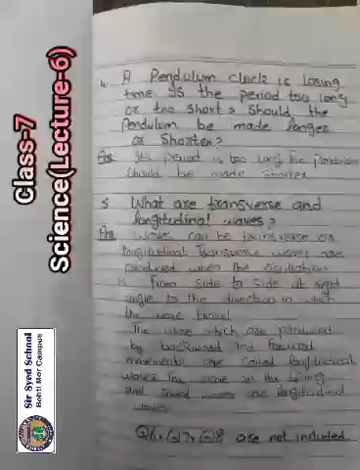 Class-7
Science(Lecture-6)
Sir Syed School
Bahti Mor Campus
4. A Pendulum clock is losing
time. Is the period too long
or too short? Should the
Pendulum be made longer
or Shorter?
Ans: Its period is too long the Pendulum
should be made shorter
5. What are transverse and
longitudinal waves?
Ans: Waves can be transverse or
longitudinal Transverse waves are
produced when the oscillations
is from side to side at right
angle to the direction in which
the wave travel
The wave which are produced
by backward and forward
movements are called longitudinal
waves The wave in the
and sound waves are longitudinal
waves
Q6, Q7, Q8 are not included